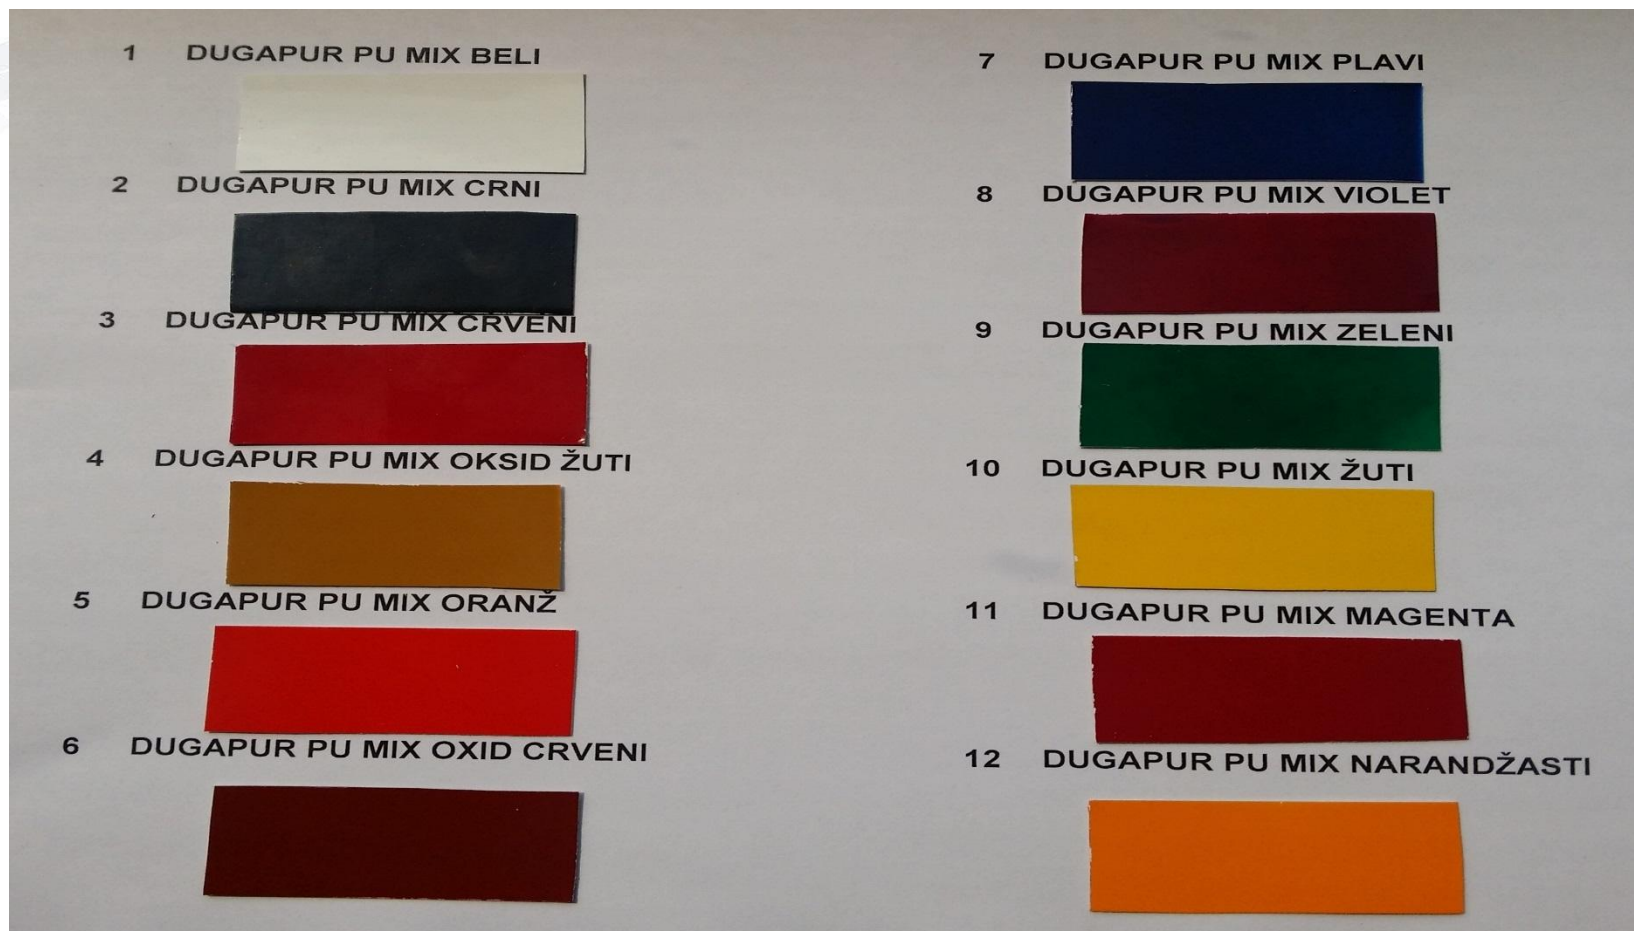 1 DUGAPUR PU MIX BELI
2 DUGAPUR PU MIX CRNI
3 DUGAPUR PU MIX CRVENI
4 DUGAPUR PU MIX OKSID ŽUTI
5 DUGAPUR PU MIX ORANŽ
6 DUGAPUR PU MIX OXID CRVENI
7 DUGAPUR PU MIX PLAVI
8 DUGAPUR PU MIX VIOLET
9 DUGAPUR PU MIX ZELENI
10 DUGAPUR PU MIX ŽUTI
11 DUGAPUR PU MIX MAGENTA
12 DUGAPUR PU MIX NARANDŽASTI